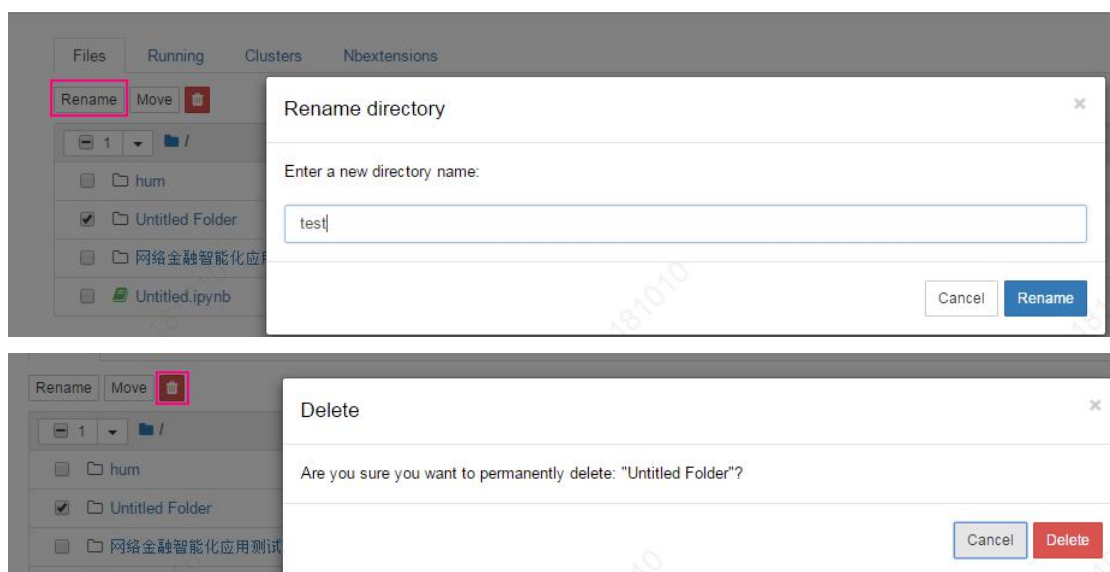 Files Running Clusters Nbextensions
Rename Move
Rename directory ×
1 /
Enter a new directory name:
hum
Untitled Folder
test
网络金融智能化应
Untitled.ipynb
Cancel Rename
181010
Rename Move
Delete ×
1 /
Are you sure you want to permanently delete: "Untitled Folder"?
hum
Untitled Folder
网络金融智能化应用测试
Cancel Delete